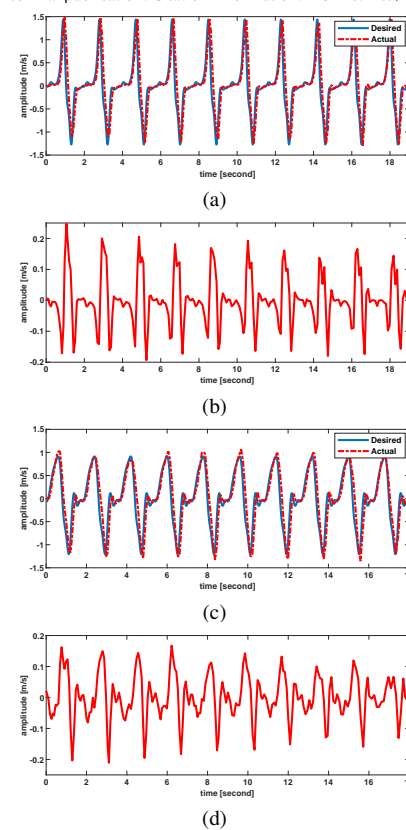 1.5
1
0.5
0
-0.5
-1
-1.5
amplitude [m/s]
Desired
Actual
0 2 4 6 8 10 12 14 16 18
time [second]
(a)
0.2
0.1
0
-0.1
-0.2
amplitude [m/s]
0 2 4 6 8 10 12 14 16 18
time [second]
(b)
1.5
1
0.5
0
-0.5
-1
-1.5
amplitude [m/s]
Desired
Actual
0 2 4 6 8 10 12 14 16
time [second]
(c)
0.2
0.1
0
-0.1
-0.2
amplitude [m/s]
0 2 4 6 8 10 12 14 16
time [second]
(d)